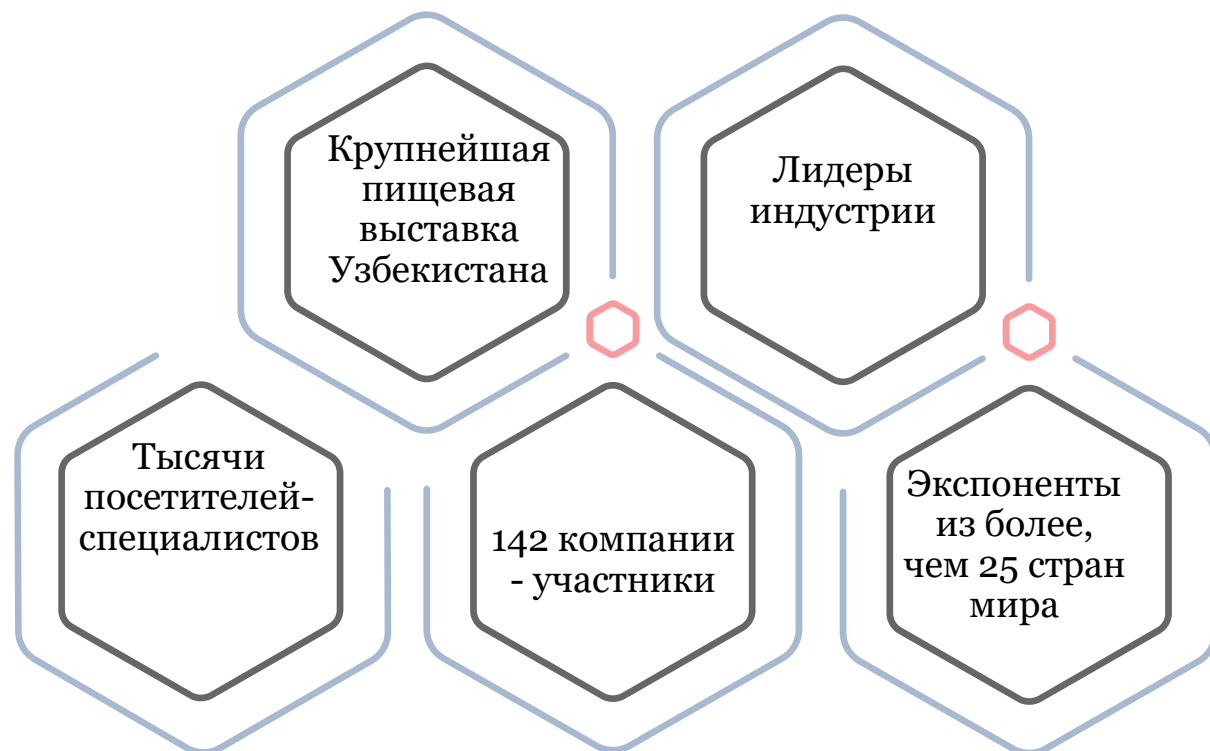 Крупнейшая
пищевая
выставка
Узбекистана
Лидеры
индустрии
Тысячи
посетителей-
специалистов
142 компании
- участники
Экспоненты
из более,
чем 25 стран
мира